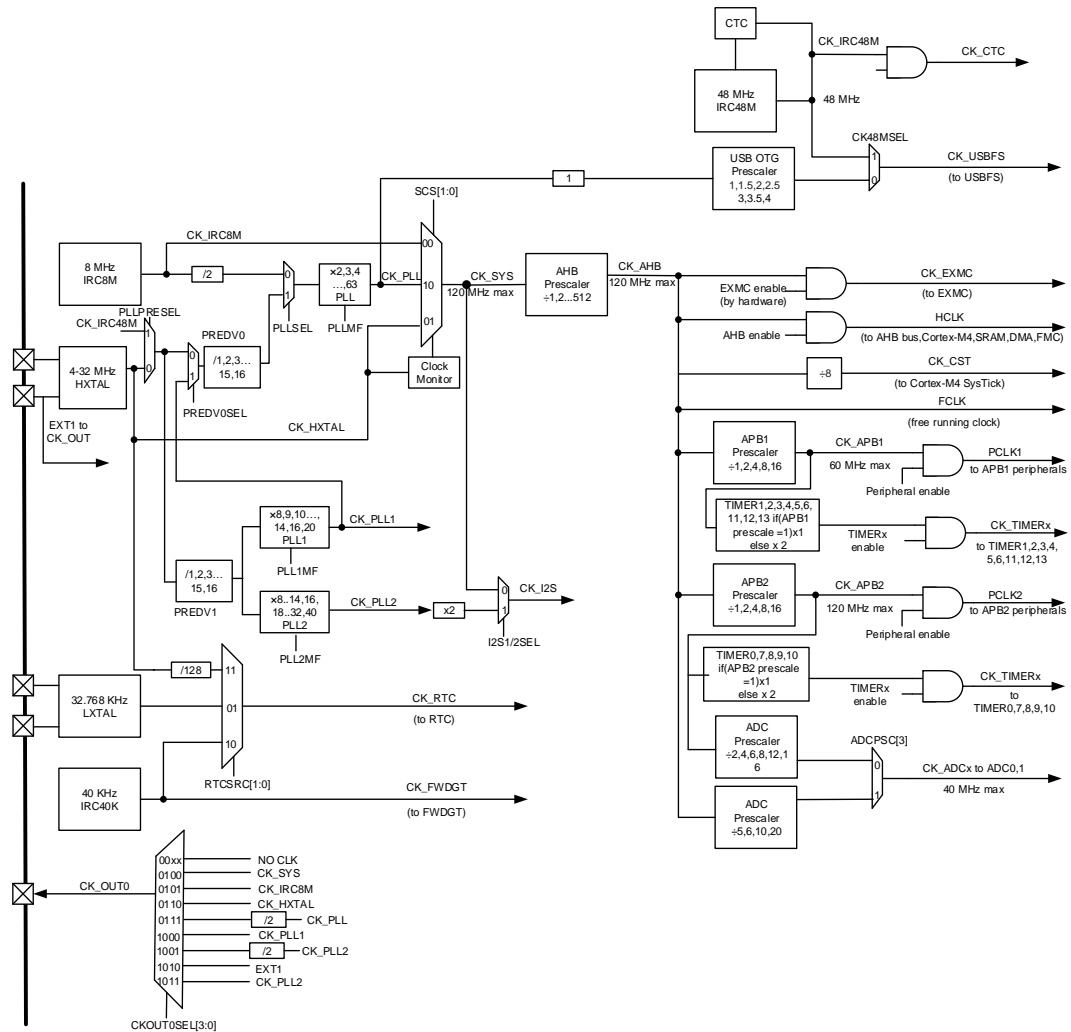 CTC
CK_IRC48M
CK_CTC
48 MHz
IRC48M
48 MHz
CK48MSEL
USB OTG
Prescaler
1,1.5,2,2.5
3,3.5,4
1
0
CK_USBFS
(to USBFS)
1
SCS[1:0]
CK_IRC8M
8 MHz
IRC8M
/2
0
1
PLLSEL
×2,3,4
…,63
PLL
PLLMF
CK_PLL
00
10
01
CK_SYS
120 MHz max
AHB
Prescaler
÷1,2...512
CK_AHB
120 MHz max
EXMC enable
(by hardware)
CK_EXMC
(to EXMC)
AHB enable
HCLK
(to AHB bus,Cortex-M4,SRAM,DMA,FMC)
÷8
CK_CST
(to Cortex-M4 SysTick)
FCLK
(free running clock)
PLLPRESEL
CK_IRC48M
1
0
4-32 MHz
HXTAL
PREDV0
0
1
/1,2,3…
15,16
PREDV0SEL
Clock
Monitor
EXT1 to
CK_OUT
CK_HXTAL
APB1
Prescaler
÷1,2,4,8,16
CK_APB1
60 MHz max
Peripheral enable
PCLK1
to APB1 peripherals
TIMER1,2,3,4,5,6,
11,12,13 if(APB1
prescale =1)x1
else x 2
TIMERx
enable
CK_TIMERx
to TIMER1,2,3,4,
5,6,11,12,13
×8,9,10…,
14,16,20
PLL1
PLL1MF
CK_PLL1
/1,2,3…
15,16
PREDV1
×8..14,16,
18..32,40
PLL2
PLL2MF
CK_PLL2
x2
0
1
CK_I2S
I2S1/2SEL
APB2
Prescaler
÷1,2,4,8,16
CK_APB2
120 MHz max
Peripheral enable
PCLK2
to APB2 peripherals
TIMER0,7,8,9,10
if(APB2 prescale
=1)x1
else x 2
TIMERx
enable
CK_TIMERx
to
TIMER0,7,8,9,10
/128
11
01
10
32.768 KHz
LXTAL
CK_RTC
(to RTC)
RTCSRC[1:0]
40 KHz
IRC40K
CK_FWDGT
(to FWDGT)
ADC
Prescaler
÷2,4,6,8,12,1
6
ADCPSC[3]
0
1
CK_ADCx to ADC0,1
40 MHz max
ADC
Prescaler
÷5,6,10,20
CK_OUT0
00xx
NO CLK
0100
CK_SYS
0101
CK_IRC8M
0110
CK_HXTAL
0111
/2
CK_PLL
1000
CK_PLL1
1001
/2
CK_PLL2
1010
EXT1
1011
CK_PLL2
CKOUT0SEL[3:0]